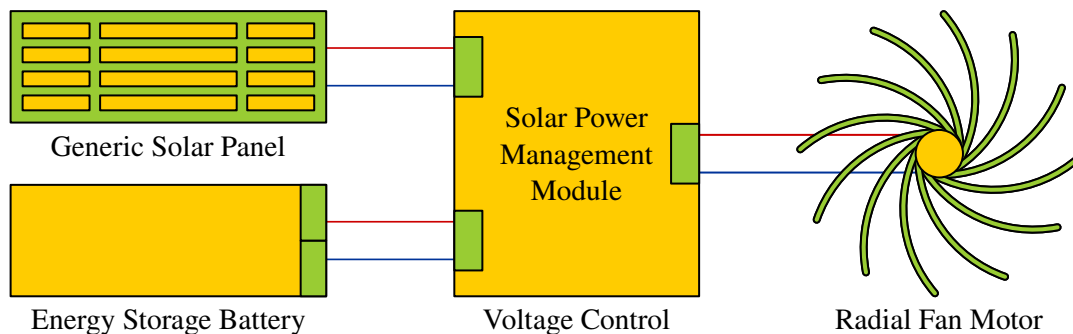 Generic Solar Panel
Solar Power
Management
Module
Energy Storage Battery
Voltage Control
Radial Fan Motor